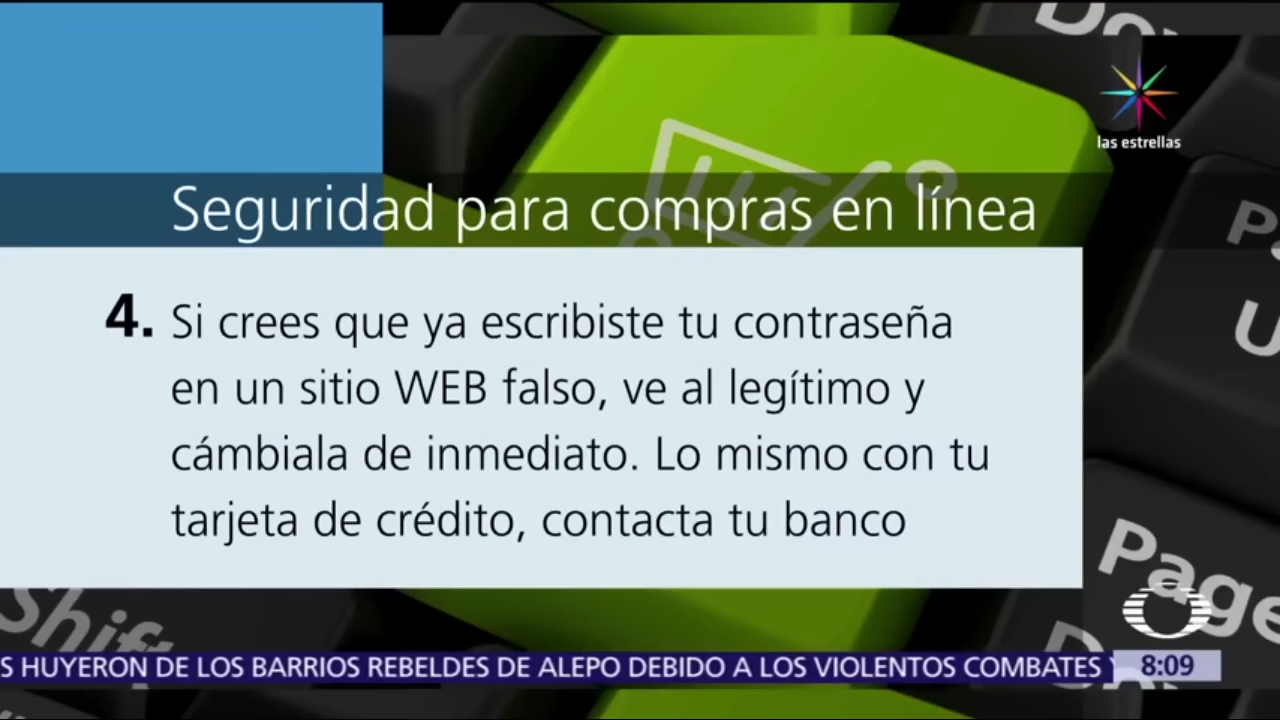 las estrellas
Seguridad para compras en línea
4. Si crees que ya escribiste tu contraseña
en un sitio WEB falso, ve al legítimo y
cámbiala de inmediato. Lo mismo con tu
tarjeta de crédito, contacta tu banco
Shift
Page
S HUYERON DE LOS BARRIOS REBELDES DE ALEPO DEBIDO A LOS VIOLENTOS COMBATES Y
8:09